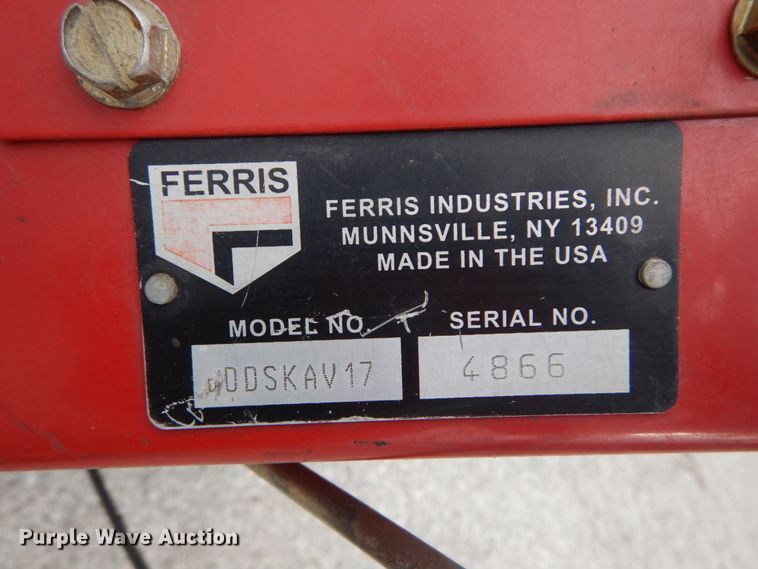 FERRIS
FERRIS INDUSTRIES, INC.
MUNNSVILLE, NY 13409
MADE IN THE USA
MODEL NO.
SERIAL NO.
4866
Purple Wave Auction